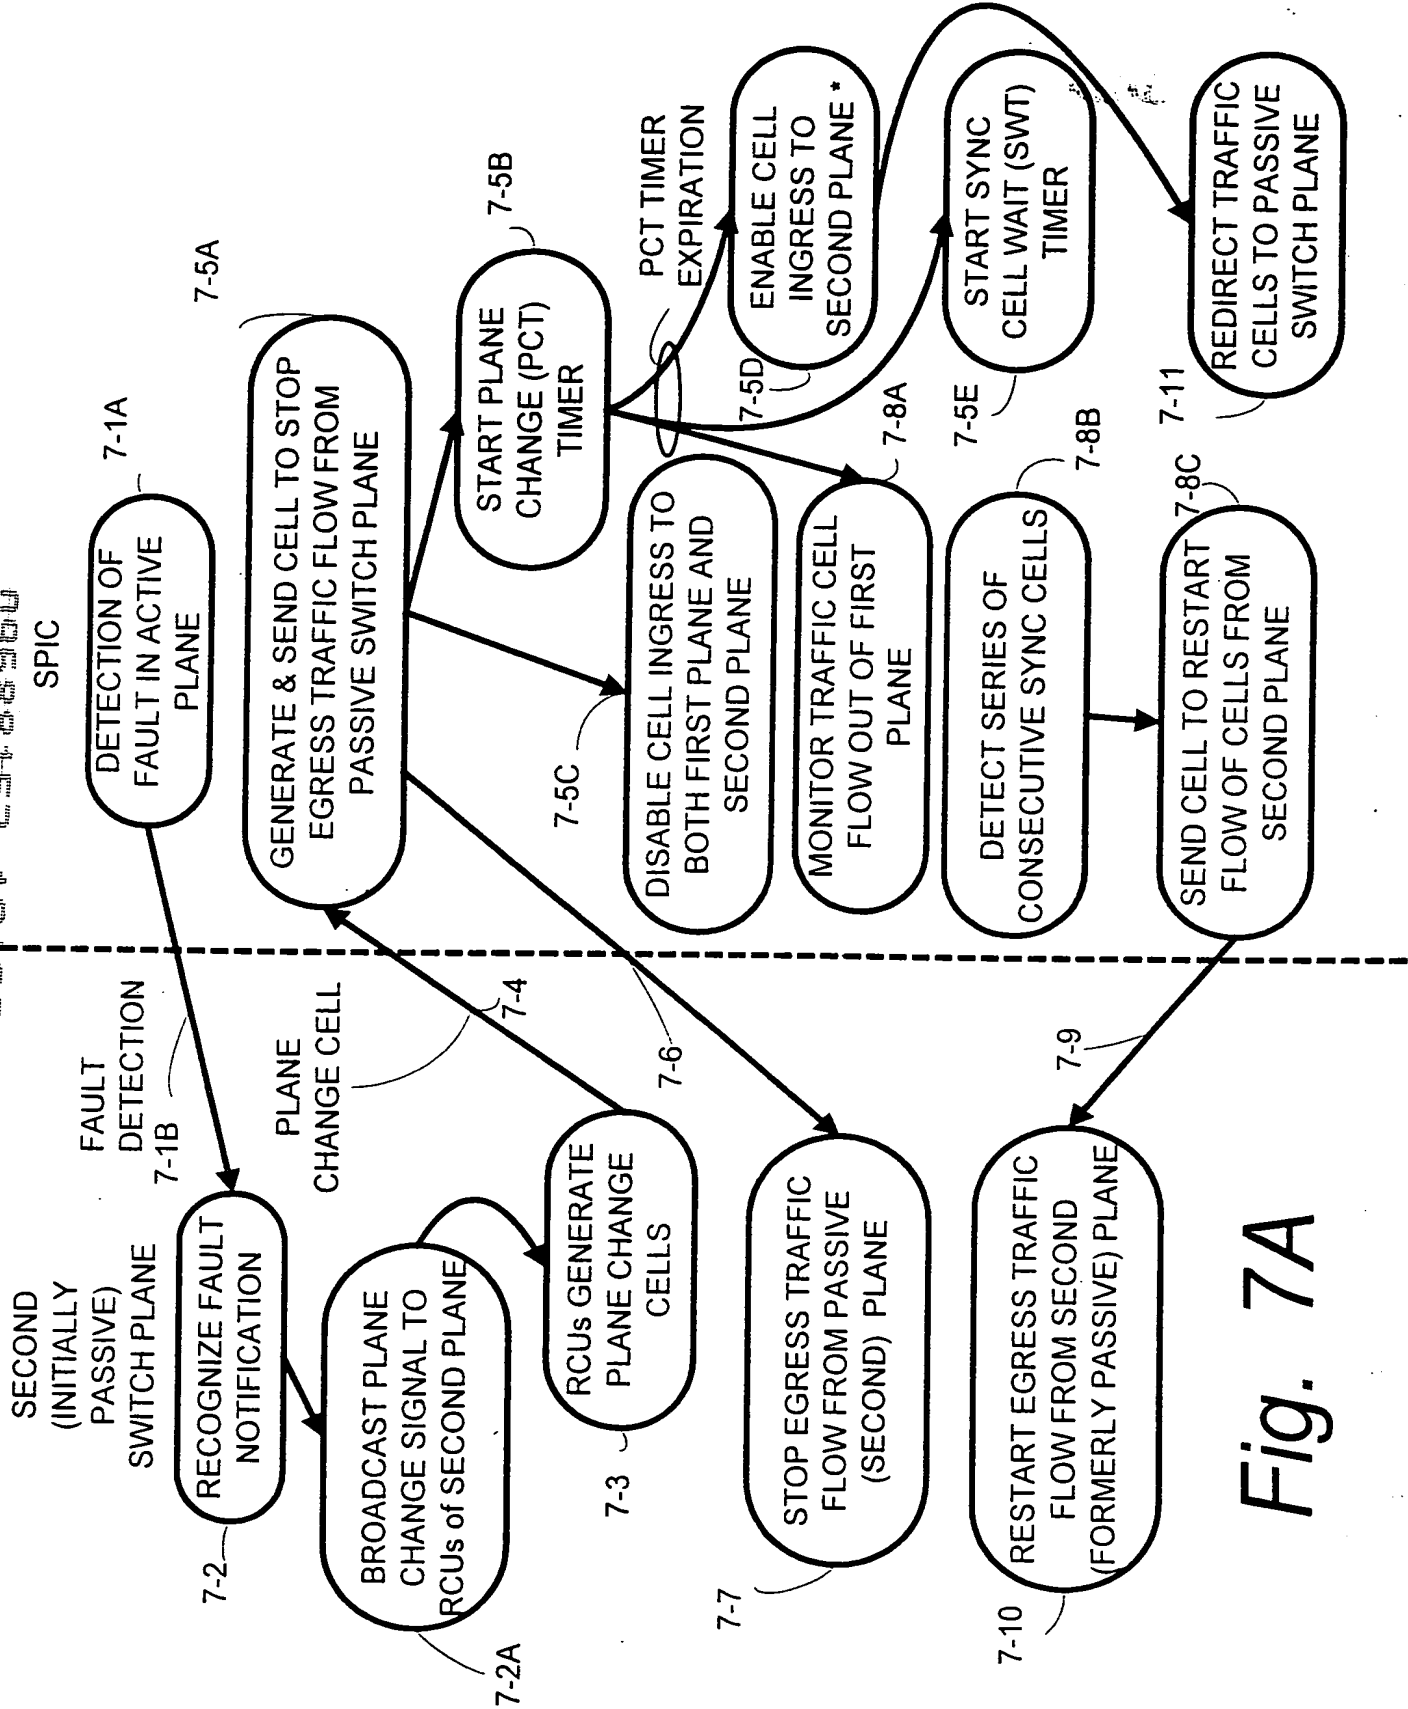 SECOND
(INITIALLY
PASSIVE)
SWITCH PLANE
SPIC
7-1A
DETECTION OF
FAULT IN ACTIVE
PLANE
FAULT
DETECTION
7-1B
7-2
RECOGNIZE FAULT
NOTIFICATION
7-2A
BROADCAST PLANE
CHANGE SIGNAL TO
RCUs of SECOND PLANE
7-3
RCUs GENERATE
PLANE CHANGE
CELLS
PLANE
CHANGE CELL
7-4
7-5A
GENERATE & SEND CELL TO STOP
EGRESS TRAFFIC FLOW FROM
PASSIVE SWITCH PLANE
7-5B
START PLANE
CHANGE (PCT)
TIMER
7-5C
DISABLE CELL INGRESS TO
BOTH FIRST PLANE AND
SECOND PLANE
PCT TIMER
EXPIRATION
7-5D
ENABLE CELL
INGRESS TO
SECOND PLANE *
7-5E
START SYNC
CELL WAIT (SWT)
TIMER
7-6
7-7
STOP EGRESS TRAFFIC
FLOW FROM PASSIVE
(SECOND) PLANE
7-8A
MONITOR TRAFFIC CELL
FLOW OUT OF FIRST
PLANE
7-8B
DETECT SERIES OF
CONSECUTIVE SYNC CELLS
7-8C
SEND CELL TO RESTART
FLOW OF CELLS FROM
SECOND PLANE
7-9
7-10
RESTART EGRESS TRAFFIC
FLOW FROM SECOND
(FORMERLY PASSIVE) PLANE
7-11
REDIRECT TRAFFIC
CELLS TO PASSIVE
SWITCH PLANE
Fig. 7A